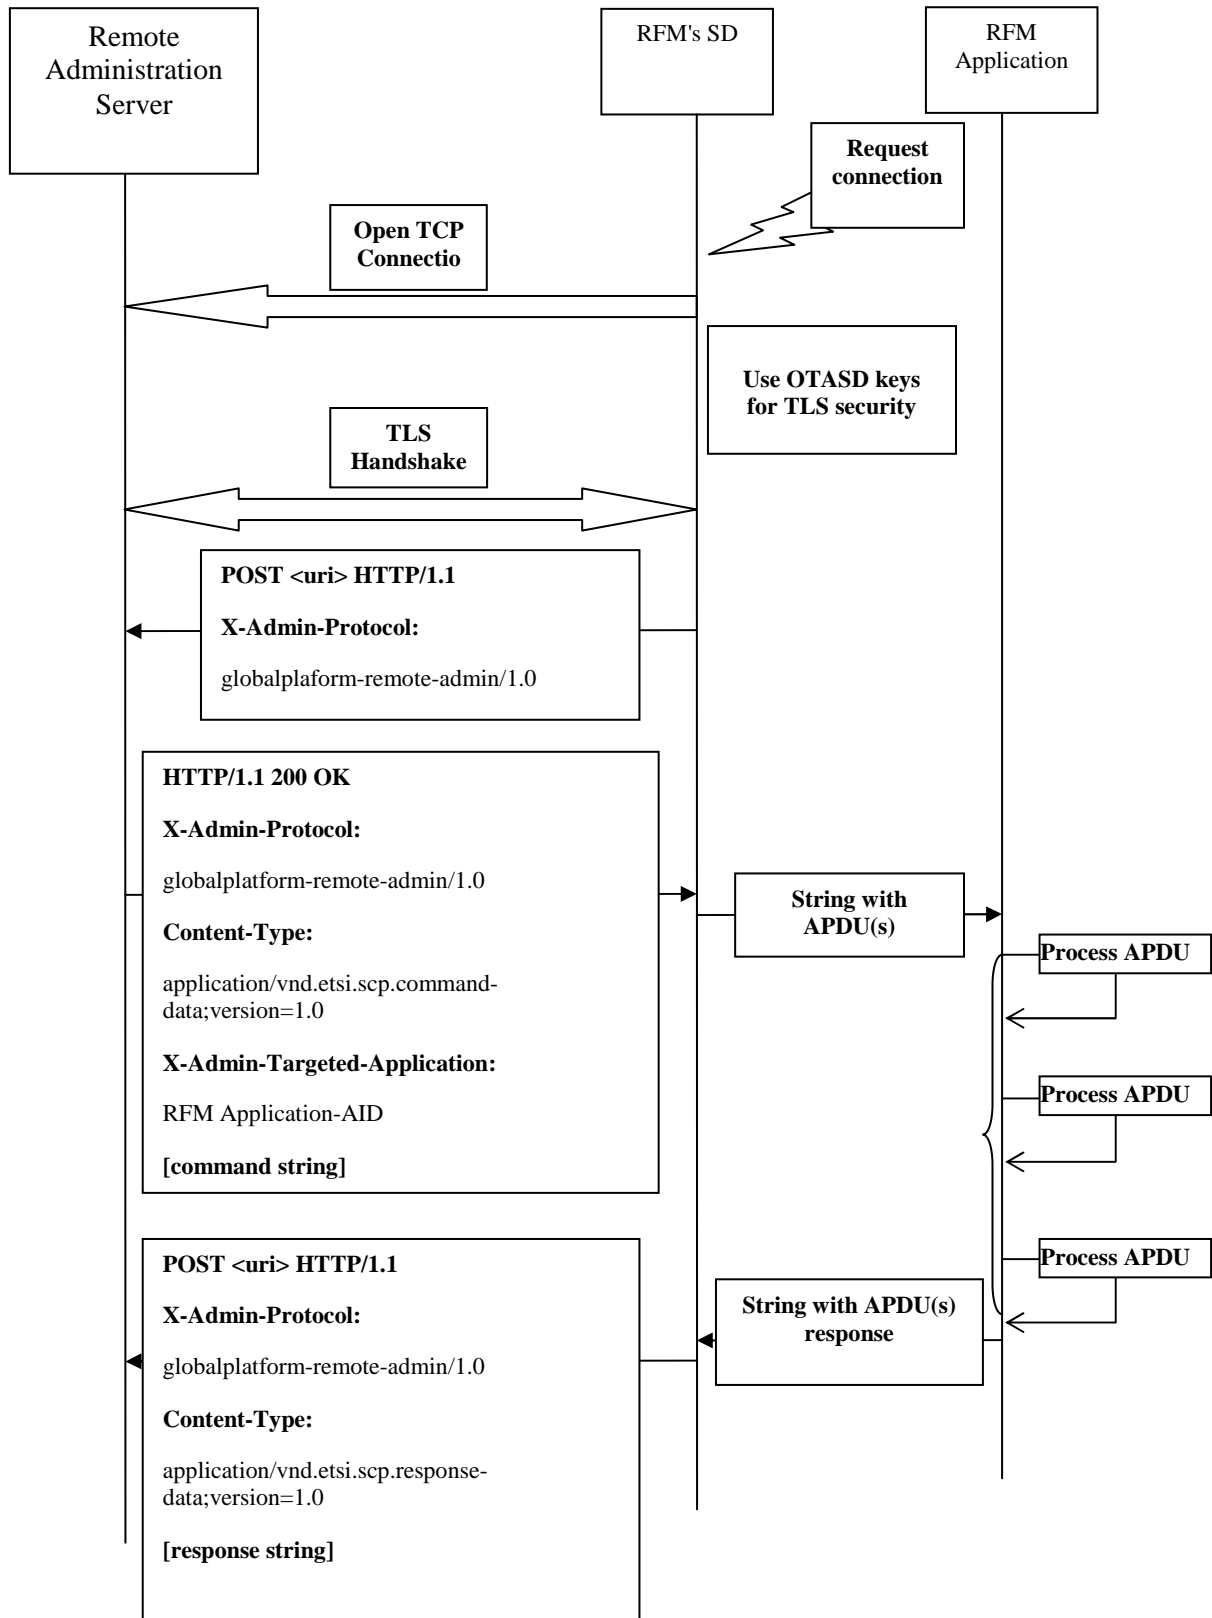 Remote
Administration
Server
RFM's SD
RFM
Application
Request
connection
Open TCP
Connectio
Use OTASD keys
for TLS security
TLS
Handshake
POST <uri> HTTP/1.1
X-Admin-Protocol:
globalplaform-remote-admin/1.0
HTTP/1.1 200 OK
X-Admin-Protocol:
globalplatform-remote-admin/1.0
Content-Type:
application/vnd.etsi.scp.command-
data;version=1.0
X-Admin-Targeted-Application:
RFM Application-AID
[command string]
String with
APDU(s)
Process APDU
Process APDU
Process APDU
String with APDU(s)
response
POST <uri> HTTP/1.1
X-Admin-Protocol:
globalplatform-remote-admin/1.0
Content-Type:
application/vnd.etsi.scp.response-
data;version=1.0
[response string]